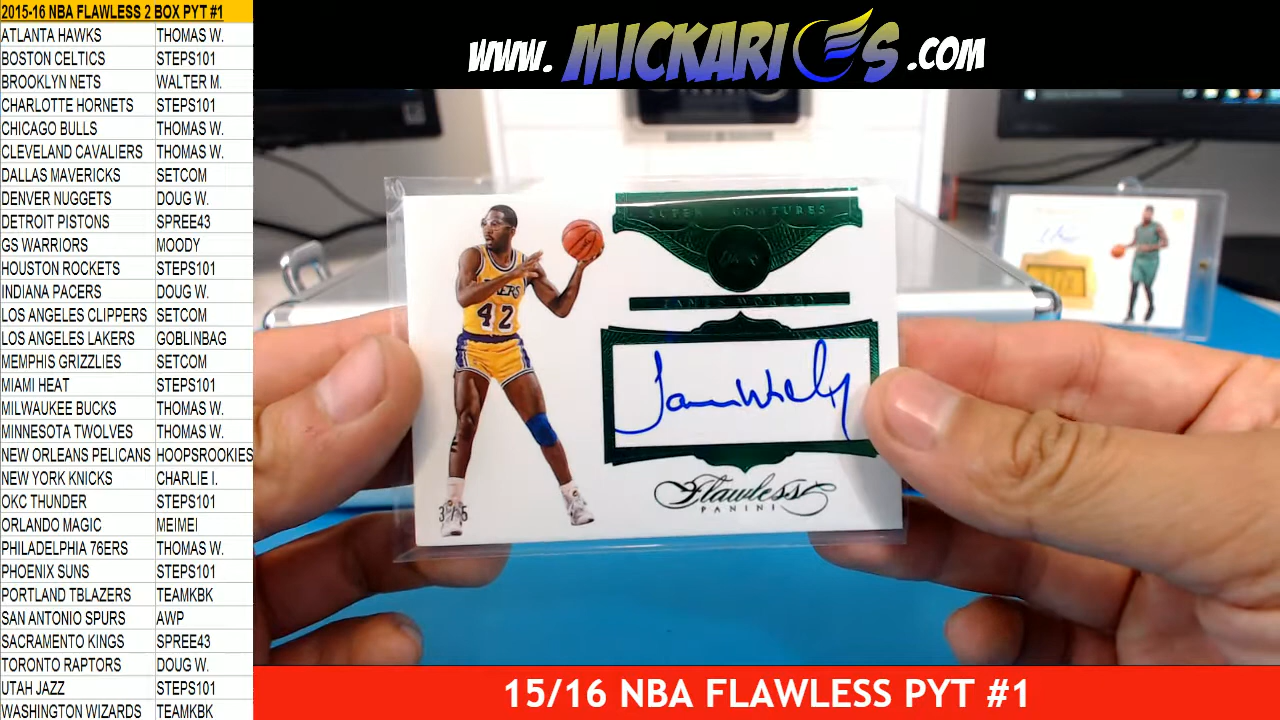 2015-16 NBA FLAWLESS 2 BOX PYT #1
ATLANTA HAWKS THOMAS W.
BOSTON CELTICS STEPS101
BROOKLYN NETS WALTER M.
CHARLOTTE HORNETS STEPS101
CHICAGO BULLS THOMAS W.
CLEVELAND CAVALIERS THOMAS W.
DALLAS MAVERICKS SETCOM
DENVER NUGGETS DOUG W.
DETROIT PISTONS SPREE43
GS WARRIORS MOODY
HOUSTON ROCKETS STEPS101
INDIANA PACERS DOUG W.
LOS ANGELES CLIPPERS SETCOM
LOS ANGELES LAKERS GOBLINBAG
MEMPHIS GRIZZLIES SETCOM
MIAMI HEAT STEPS101
MILWAUKEE BUCKS THOMAS W.
MINNESOTA TWOLVES THOMAS W.
NEW ORLEANS PELICANS HOOPSROOKIES
NEW YORK KNICKS CHARLIE I.
OKC THUNDER STEPS101
ORLANDO MAGIC MEIMEI
PHILADELPHIA 76ERS THOMAS W.
PHOENIX SUNS STEPS101
PORTLAND TBLAZERS TEAMKBK
SAN ANTONIO SPURS AWP
SACRAMENTO KINGS SPREE43
TORONTO RAPTORS DOUG W.
UTAH JAZZ STEPS101
WASHINGTON WIZARDS TEAMKBK
www.MICKARIES.com
SUPER SIGNATURES
JAMES WORTHY
42
James Worthy
Flawless
PANINI
15/16 NBA FLAWLESS PYT #1